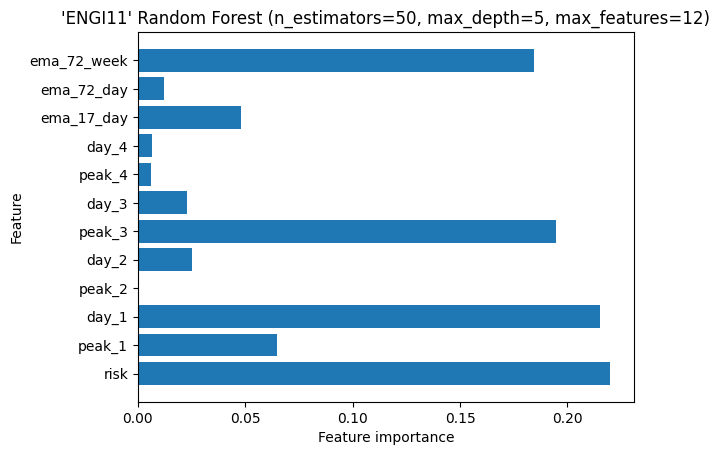 'ENGI11' Random Forest (n_estimators=50, max_depth=5, max_features=12)
ema_72_week
ema_72_day
ema_17_day
day_4
peak_4
day_3
peak_3
day_2
peak_2
day_1
peak_1
risk
Feature
0.00 0.05 0.10 0.15 0.20
Feature importance